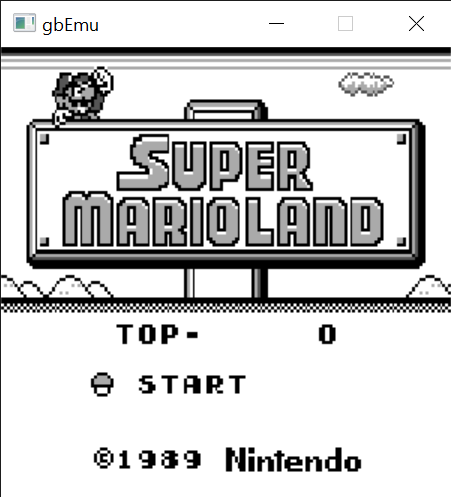 gbEmu
SUPER
MARIOLAND
TOP- 0
START
©1989 Nintendo